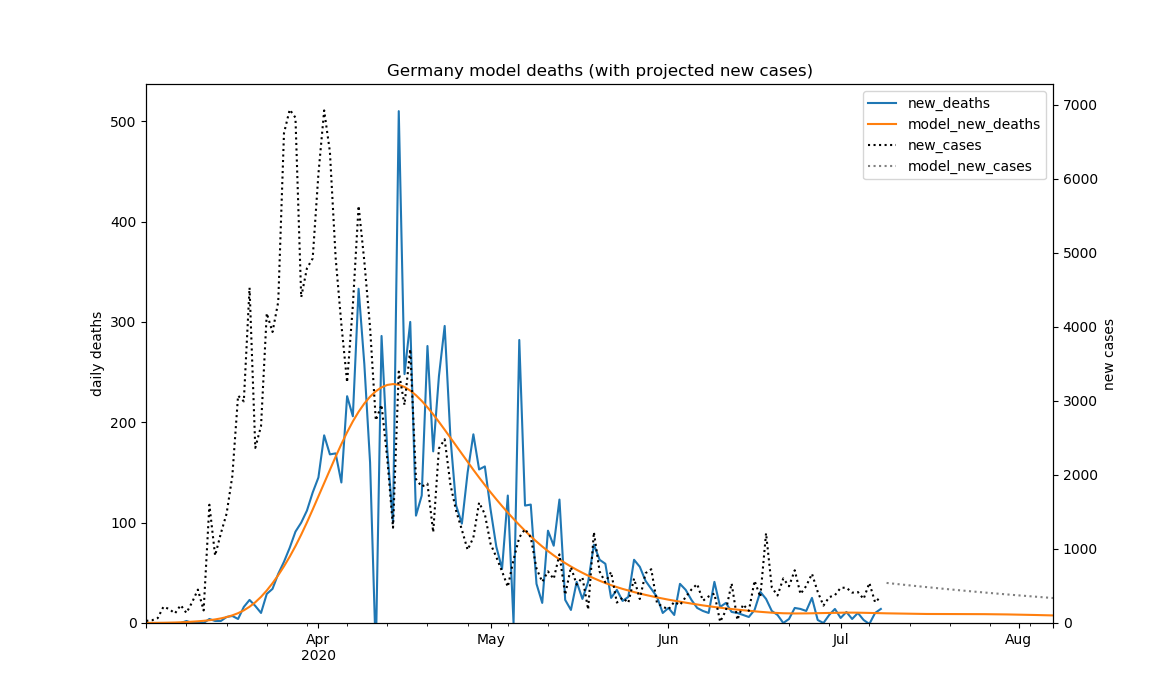 Germany model deaths (with projected new cases)
new_deaths
model_new_deaths
new_cases
model_new_cases
500
400
300
200
100
0
daily deaths
7000
6000
5000
4000
3000
2000
1000
0
new cases
Apr
2020
May
Jun
Jul
Aug